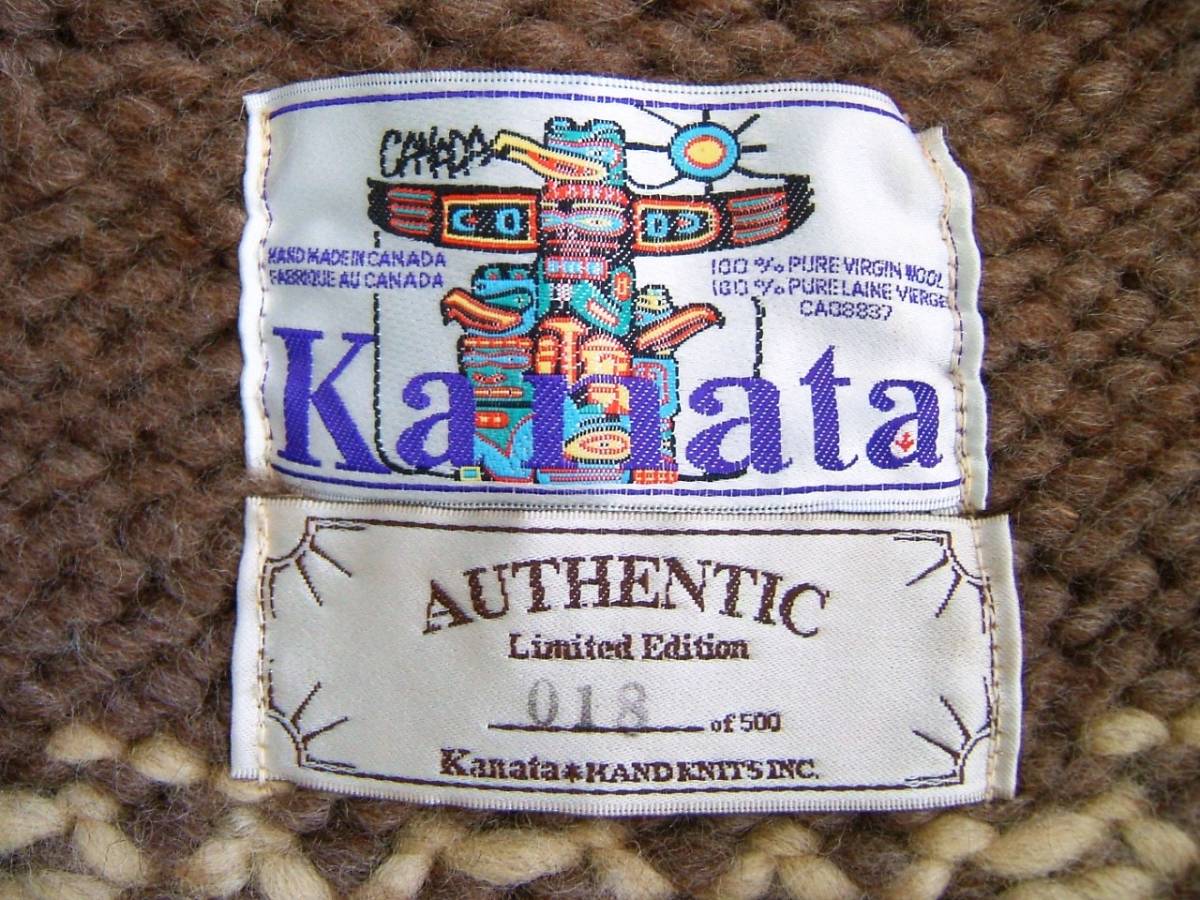 CANADA
HAND MADE IN CANADA
FABRIQUE AU CANADA
100 % PURE VIRGIN WOOL
100 % PURE LAINE VIERGE
CA08837
Kanata
AUTHENTIC
Limited Edition
018 of 500
Kanata*HAND KNITS INC.